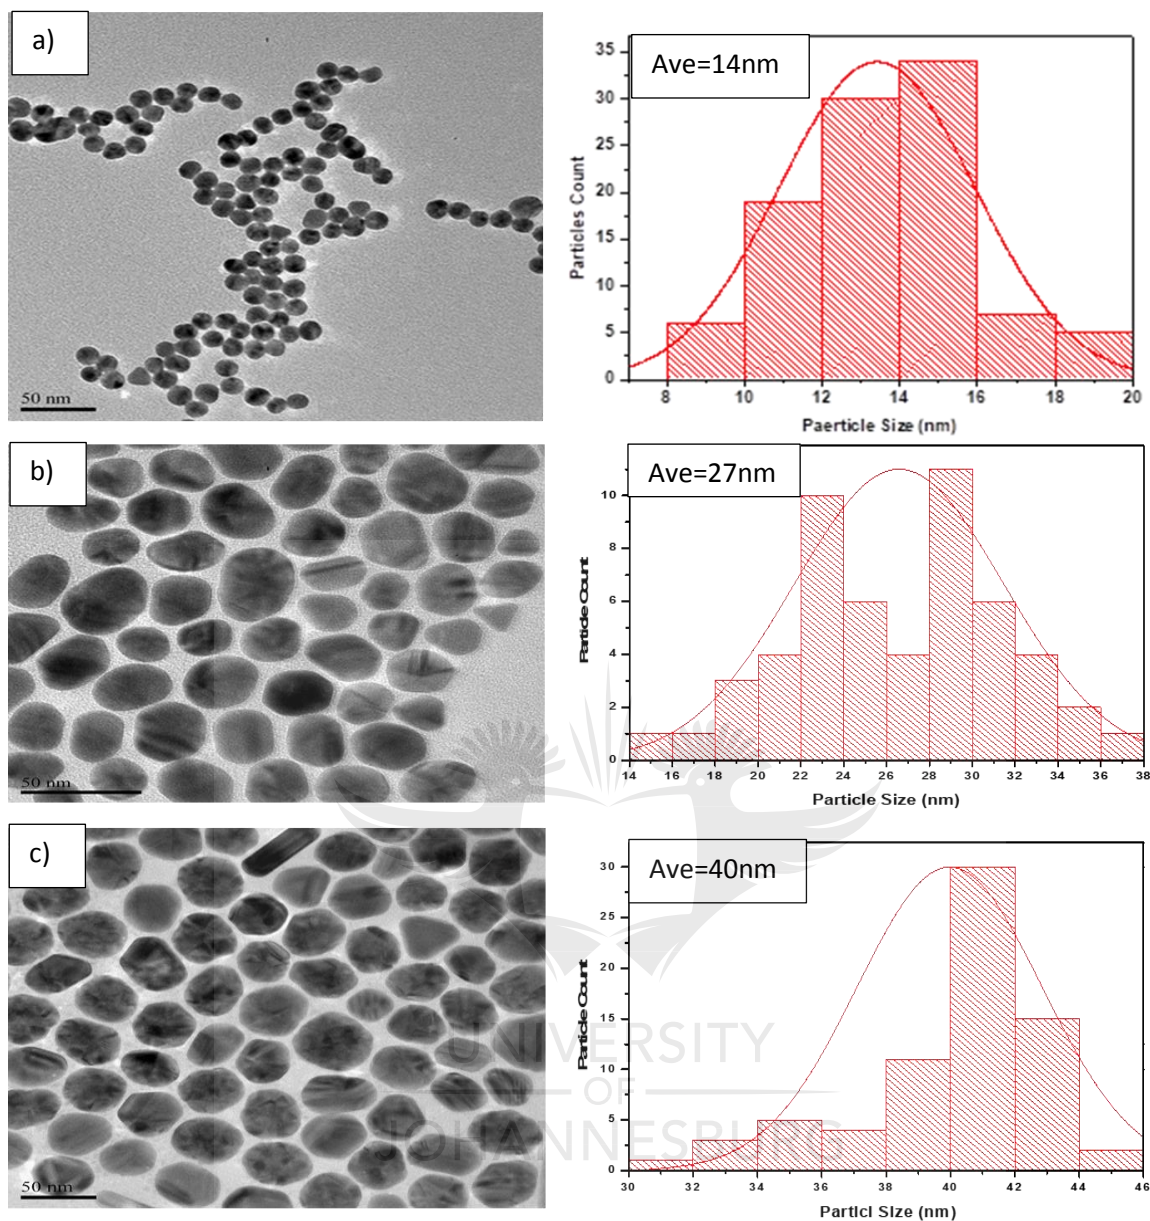 a)
50 nm
Ave=14nm
Particles Count
35
30
25
20
15
10
5
0
8 10 12 14 16 18 20
Paerticle Size (nm)
b)
50 nm
Ave=27nm
Particle Count
10
8
6
4
2
0
14 16 18 20 22 24 26 28 30 32 34 36 38
Particle Size (nm)
c)
50 nm
Ave=40nm
Particle Count
30
25
20
15
10
5
0
30 32 34 36 38 40 42 44 46
Particl Size (nm)
UNIVERSITY
OF
JOHANNESBURG